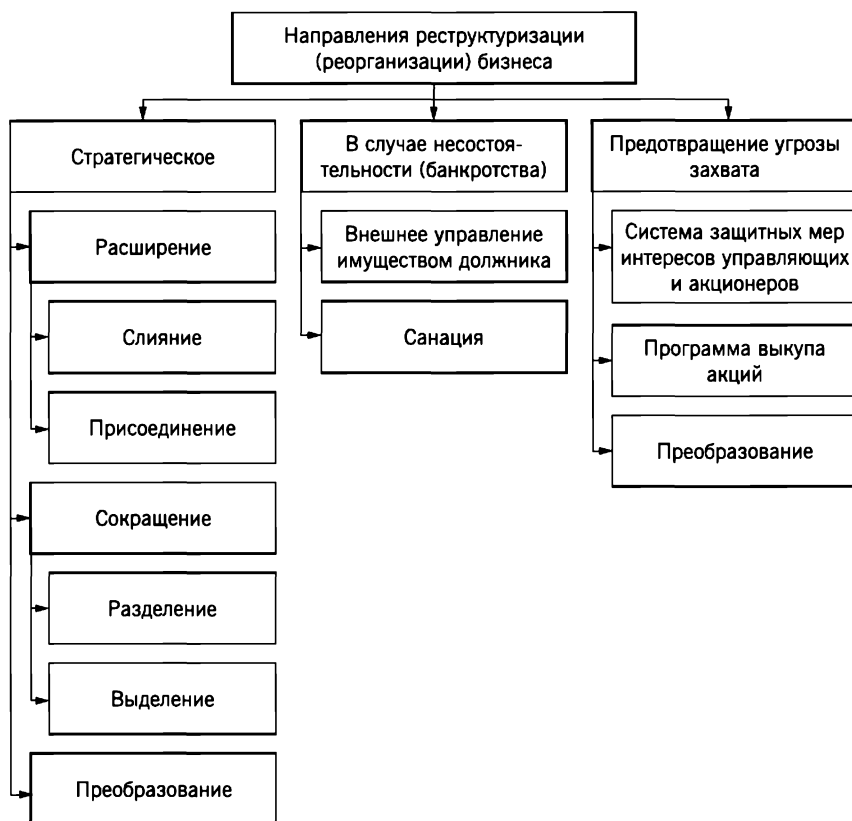 Направления реструктуризации
(реорганизации) бизнеса
Стратегическое
Расширение
Слияние
Присоединение
Сокращение
Разделение
Выделение
Преобразование
В случае несостоя-
тельности (банкротства)
Внешнее управление
имуществом должника
Санация
Предотвращение угрозы
захвата
Система защитных мер
интересов управляющих
и акционеров
Программа выкупа
акций
Преобразование